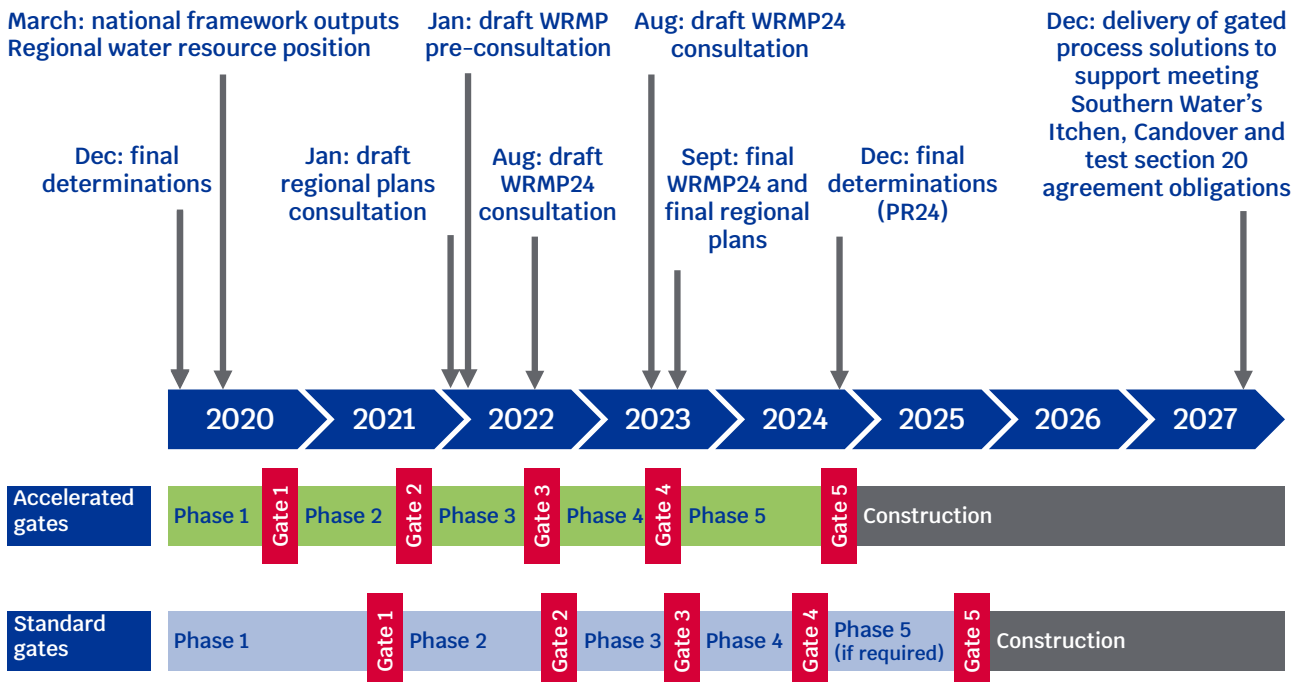 March: national framework outputs
Regional water resource position
Jan: draft WRMP
pre-consultation
Aug: draft WRMP24
consultation
Dec: delivery of gated
process solutions to
support meeting
Southern Water's
Itchen, Candover and
test section 20
agreement obligations
Dec: final
determinations
Jan: draft
regional plans
consultation
Aug: draft
WRMP24
consultation
Sept: final
WRMP24 and
final regional
plans
Dec: final
determinations
(PR24)
2020
2021
2022
2023
2024
2025
2026
2027
Accelerated
gates
Phase 1
Gate 1
Phase 2
Gate 2
Phase 3
Gate 3
Phase 4
Gate 4
Phase 5
Gate 5
Construction
Standard
gates
Phase 1
Gate 1
Phase 2
Gate 2
Phase 3
Gate 3
Phase 4
Gate 4
Phase 5
(if required)
Gate 5
Construction